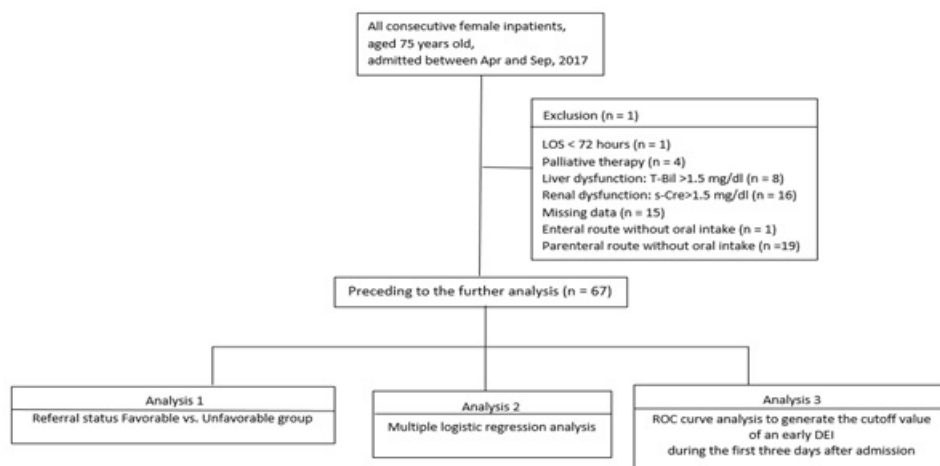 All consecutive female inpatients,
aged 75 years old,
admitted between Apr and Sep, 2017
Exclusion (n = 1)
LOS < 72 hours (n = 1)
Palliative therapy (n = 4)
Liver dysfunction: T-Bil >1.5 mg/dl (n = 8)
Renal dysfunction: s-Cre>1.5 mg/dl (n = 16)
Missing data (n = 15)
Enteral route without oral intake (n = 1)
Parenteral route without oral intake (n =19)
Preceding to the further analysis (n = 67)
Analysis 1
Referral status Favorable vs. Unfavorable group
Analysis 2
Multiple logistic regression analysis
Analysis 3
ROC curve analysis to generate the cutoff value
of an early DEI
during the first three days after admission